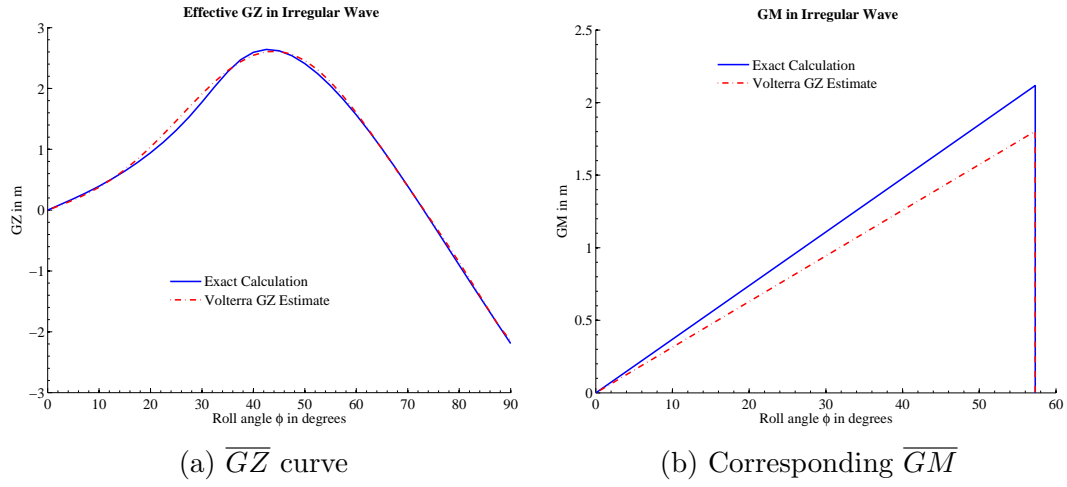 Effective GZ in Irregular Wave
3
2
1
0
−1
−2
−3
GZ in m
Exact Calculation
Volterra GZ Estimate
0 10 20 30 40 50 60 70 80 90
Roll angle ϕ in degrees
(a) GZ curve
GM in Irregular Wave
2.5
2
1.5
1
0.5
0
GM in m
Exact Calculation
Volterra GZ Estimate
0 10 20 30 40 50 60
Roll angle ϕ in degrees
(b) Corresponding GM